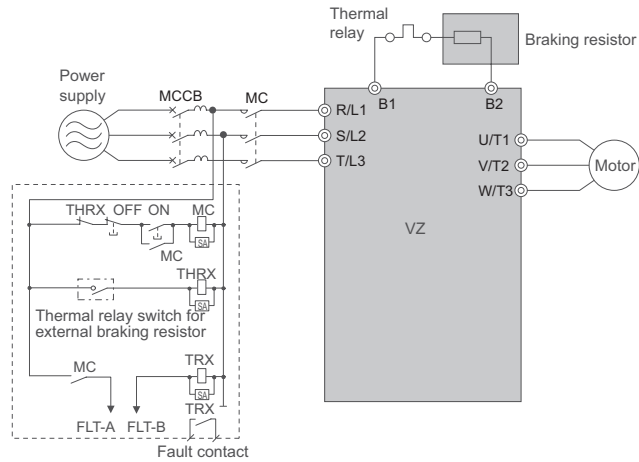 Thermal
relay
Braking resistor
Power
supply
MCCB
MC
B1
B2
R/L1
S/L2
T/L3
U/T1
V/T2
W/T3
Motor
VZ
THRX OFF ON MC
SA
MC
THRX
SA
Thermal relay switch for
external braking resistor
MC
TRX
SA
FLT-A FLT-B
TRX
Fault contact